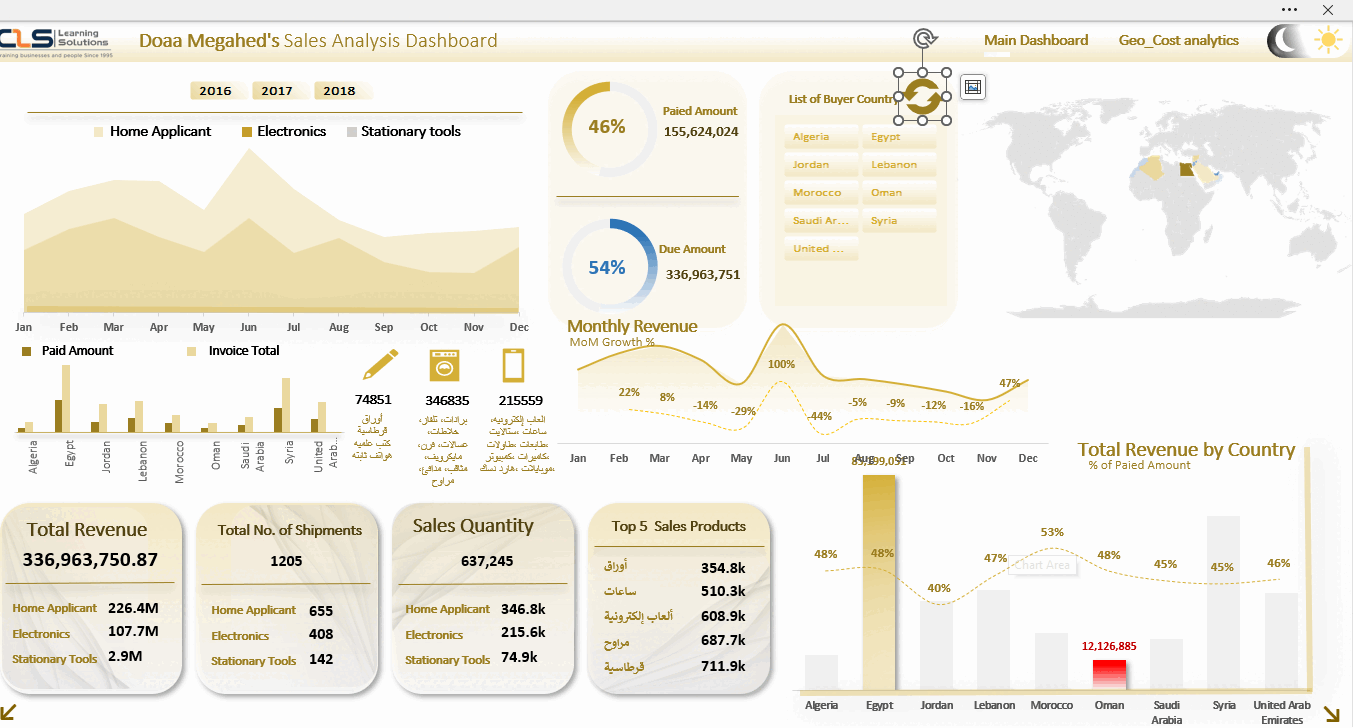 CLS Learning Solutions
training businesses and people Since 1995
Doaa Megahed's Sales Analysis Dashboard
Main Dashboard
Geo_Cost analytics
2016 2017 2018
Home Applicant Electronics Stationary tools
Jan Feb Mar Apr May Jun Jul Aug Sep Oct Nov Dec
46%
Paied Amount
155,624,024
54%
Due Amount
336,963,751
List of Buyer Country
Algeria Egypt
Jordan Lebanon
Morocco Oman
Saudi Ar... Syria
United ...
Paid Amount Invoice Total
Algeria Egypt Jordan Lebanon Morocco Oman Saudi Arabia Syria United Arab...
74851
أوراق
قرطاسية
كتب علميه
هواتف ثابته
346835
برادات، تلفاز،
خلاطات،
غسالات، فرن،
مايكرويف،
مثاقب، مدافئ،
مراوح
215559
العاب إلكترونيه،
ساعات، ستالايت
،طابعات، طاولات
،كاميرات، كمبيوتر
،موبايلات، هارد دسك
Monthly Revenue
MoM Growth %
22% 8% -14% -29% 100% -44% -5% -9% -12% -16% 47%
Jan Feb Mar Apr May Jun Jul Aug Sep Oct Nov Dec
Total Revenue by Country
% of Paied Amount
48% 48% 40% 47% 53% 48% 45% 45% 46%
Chart Area
12,126,885
Algeria Egypt Jordan Lebanon Morocco Oman Saudi Arabia Syria United Arab Emirates
Total Revenue
336,963,750.87
Home Applicant 226.4M
Electronics 107.7M
Stationary Tools 2.9M
Total No. of Shipments
1205
Home Applicant 655
Electronics 408
Stationary Tools 142
Sales Quantity
637,245
Home Applicant 346.8k
Electronics 215.6k
Stationary Tools 74.9k
Top 5 Sales Products
أوراق 354.8k
ساعات 510.3k
ألعاب إلكترونية 608.9k
مراوح 687.7k
قرطاسية 711.9k